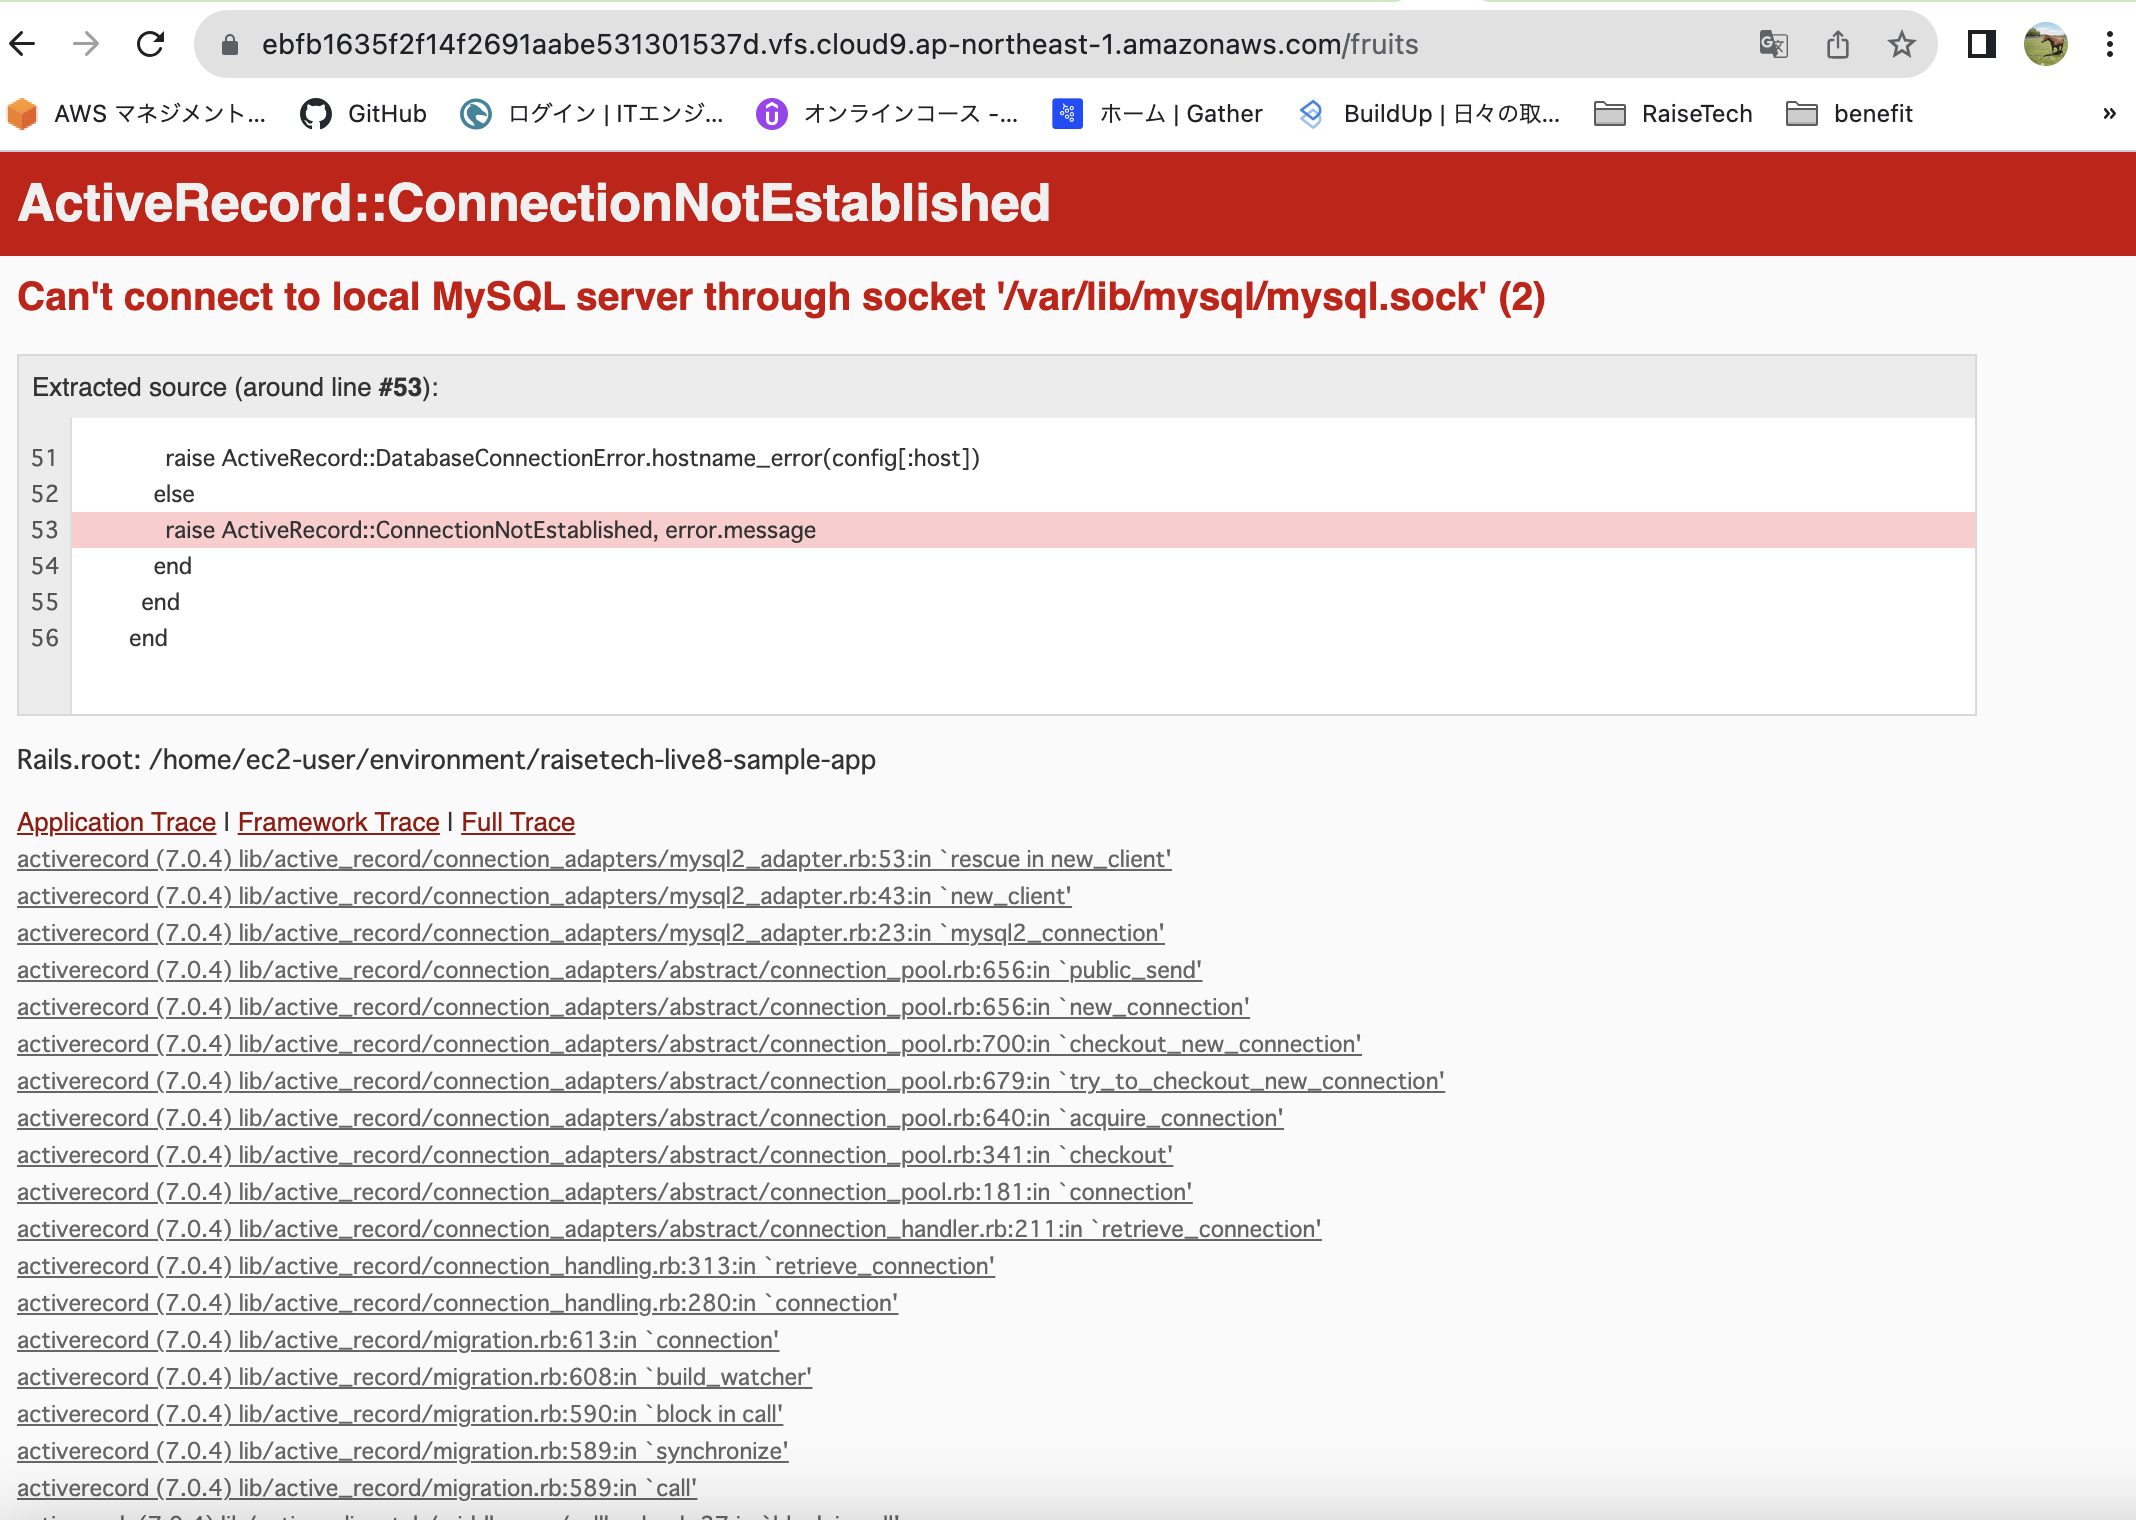 ebfb1635f2f14f2691aabe531301537d.vfs.cloud9.ap-northeast-1.amazonaws.com/fruits
AWS マネジメント... GitHub ログイン | ITエンジ... オンラインコース -... ホーム | Gather BuildUp | 日々の取... RaiseTech benefit »
ActiveRecord::ConnectionNotEstablished
Can't connect to local MySQL server through socket '/var/lib/mysql/mysql.sock' (2)
Extracted source (around line #53):
51 raise ActiveRecord::DatabaseConnectionError.hostname_error(config[:host])
52 else
53 raise ActiveRecord::ConnectionNotEstablished, error.message
54 end
55 end
56 end
Rails.root: /home/ec2-user/environment/raisetech-live8-sample-app
Application Trace | Framework Trace | Full Trace
activerecord (7.0.4) lib/active_record/connection_adapters/mysql2_adapter.rb:53:in `rescue in new_client'
activerecord (7.0.4) lib/active_record/connection_adapters/mysql2_adapter.rb:43:in `new_client'
activerecord (7.0.4) lib/active_record/connection_adapters/mysql2_adapter.rb:23:in `mysql2_connection'
activerecord (7.0.4) lib/active_record/connection_adapters/abstract/connection_pool.rb:656:in `public_send'
activerecord (7.0.4) lib/active_record/connection_adapters/abstract/connection_pool.rb:656:in `new_connection'
activerecord (7.0.4) lib/active_record/connection_adapters/abstract/connection_pool.rb:700:in `checkout_new_connection'
activerecord (7.0.4) lib/active_record/connection_adapters/abstract/connection_pool.rb:679:in `try_to_checkout_new_connection'
activerecord (7.0.4) lib/active_record/connection_adapters/abstract/connection_pool.rb:640:in `acquire_connection'
activerecord (7.0.4) lib/active_record/connection_adapters/abstract/connection_pool.rb:341:in `checkout'
activerecord (7.0.4) lib/active_record/connection_adapters/abstract/connection_pool.rb:181:in `connection'
activerecord (7.0.4) lib/active_record/connection_adapters/abstract/connection_handler.rb:211:in `retrieve_connection'
activerecord (7.0.4) lib/active_record/connection_handling.rb:313:in `retrieve_connection'
activerecord (7.0.4) lib/active_record/connection_handling.rb:280:in `connection'
activerecord (7.0.4) lib/active_record/migration.rb:613:in `connection'
activerecord (7.0.4) lib/active_record/migration.rb:608:in `build_watcher'
activerecord (7.0.4) lib/active_record/migration.rb:590:in `block in call'
activerecord (7.0.4) lib/active_record/migration.rb:589:in `synchronize'
activerecord (7.0.4) lib/active_record/migration.rb:589:in `call'